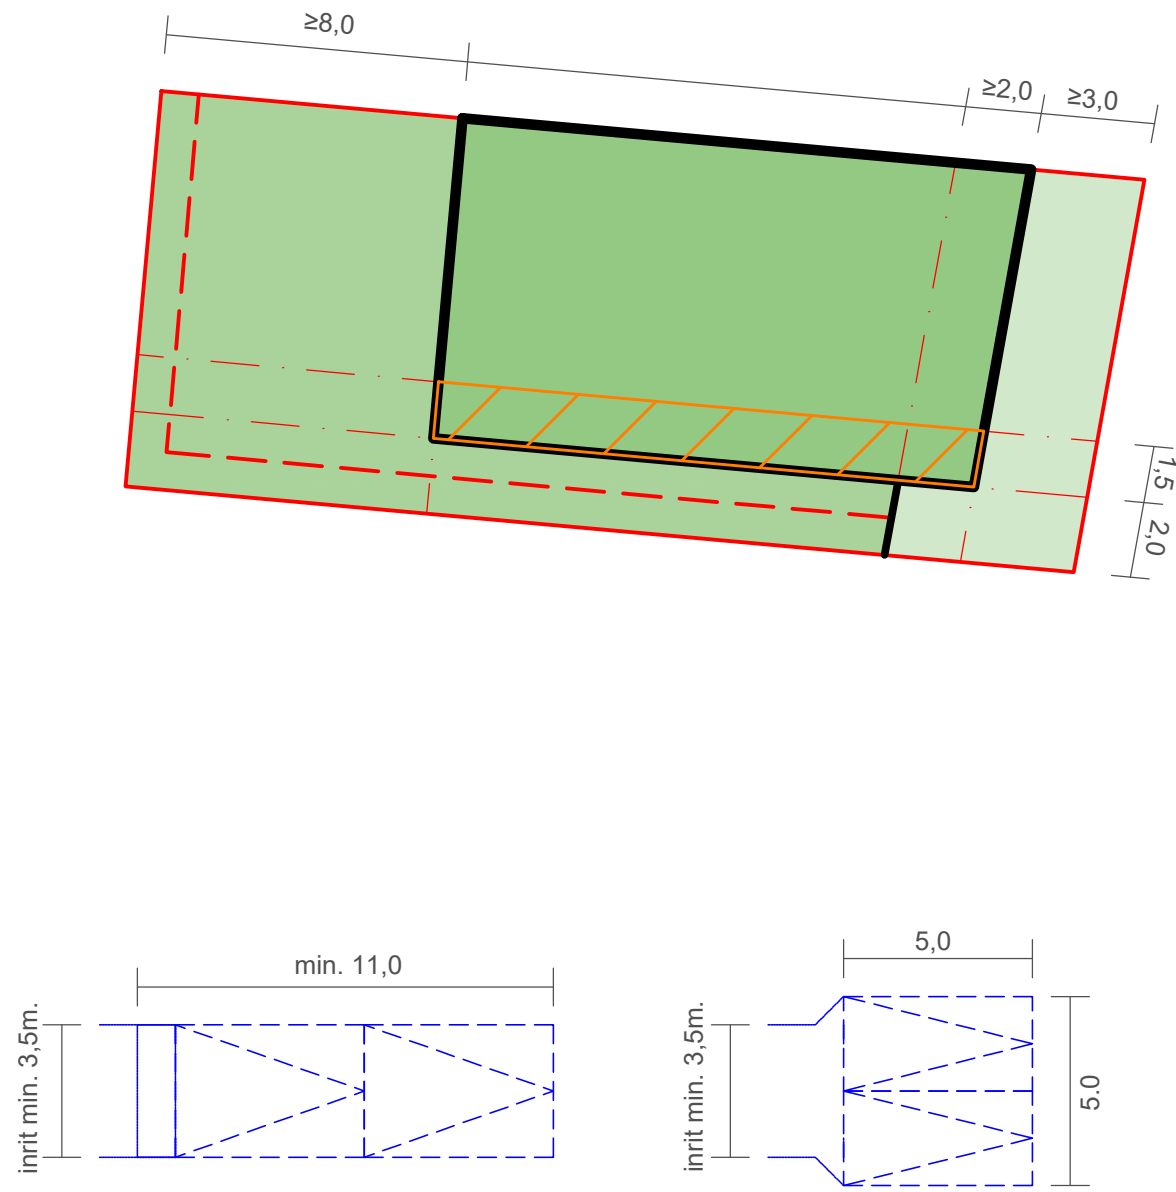 ≥8,0
≥2,0
≥3,0
1,5
2,0
min. 11,0
inrit min. 3,5m.
5,0
inrit min. 3,5m.
5.0